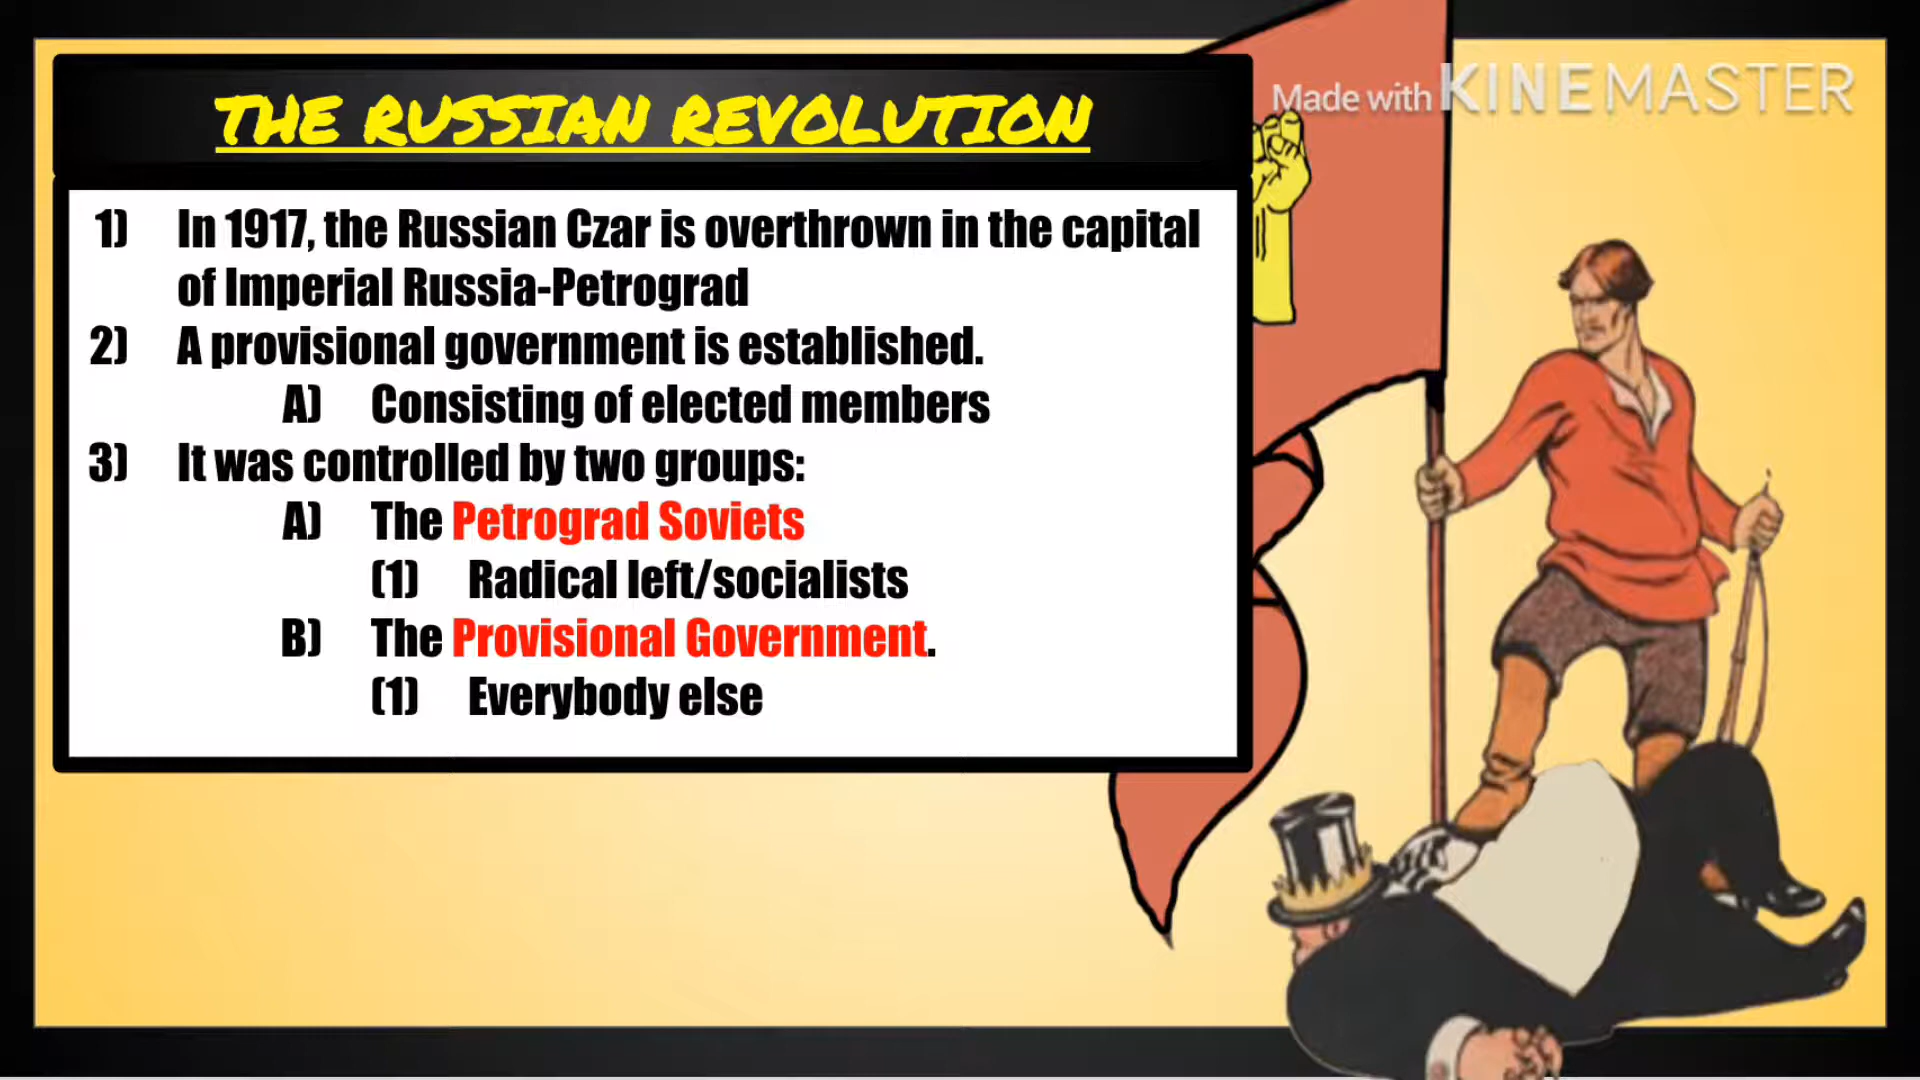 Made with KINEMASTER
THE RUSSIAN REVOLUTION
1) In 1917, the Russian Czar is overthrown in the capital
of Imperial Russia-Petrograd
2) A provisional government is established.
A) Consisting of elected members
3) It was controlled by two groups:
A) The Petrograd Soviets
(1) Radical left/socialists
B) The Provisional Government.
(1) Everybody else